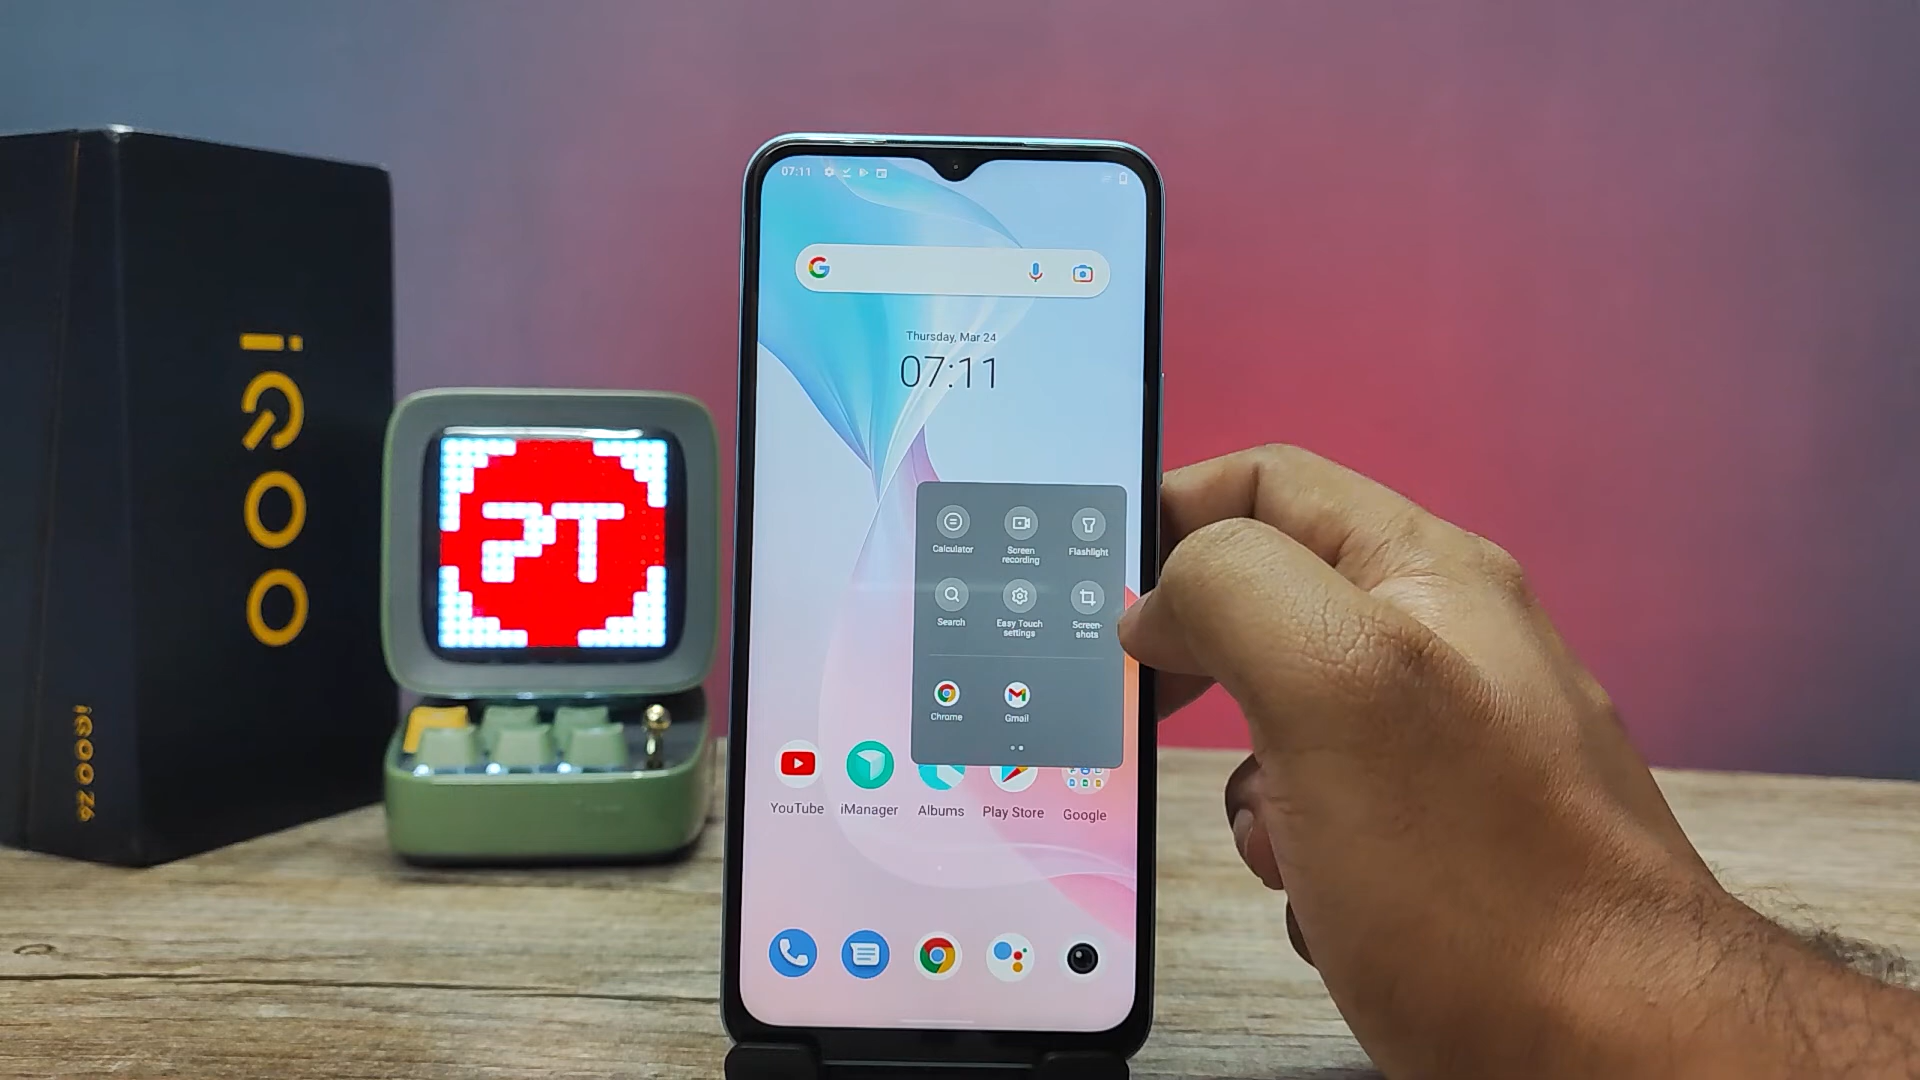 iQOO
iQOO Z6
PT
07:11
Thursday, Mar 24
07:11
Calculator
Screen
recording
Flashlight
Search
Easy Touch
settings
Screen-
shots
Chrome
Gmail
YouTube
iManager
Albums
Play Store
Google